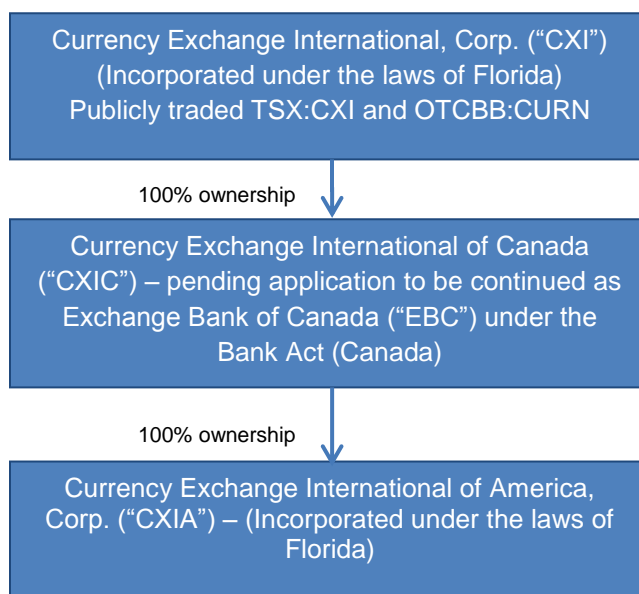 Currency Exchange International, Corp. (“CXI”)
(Incorporated under the laws of Florida)
Publicly traded TSX:CXI and OTCBB:CURN
100% ownership
Currency Exchange International of Canada
(“CXIC”) – pending application to be continued as
Exchange Bank of Canada (“EBC”) under the
Bank Act (Canada)
100% ownership
Currency Exchange International of America,
Corp. (“CXIA”) – (Incorporated under the laws of
Florida)